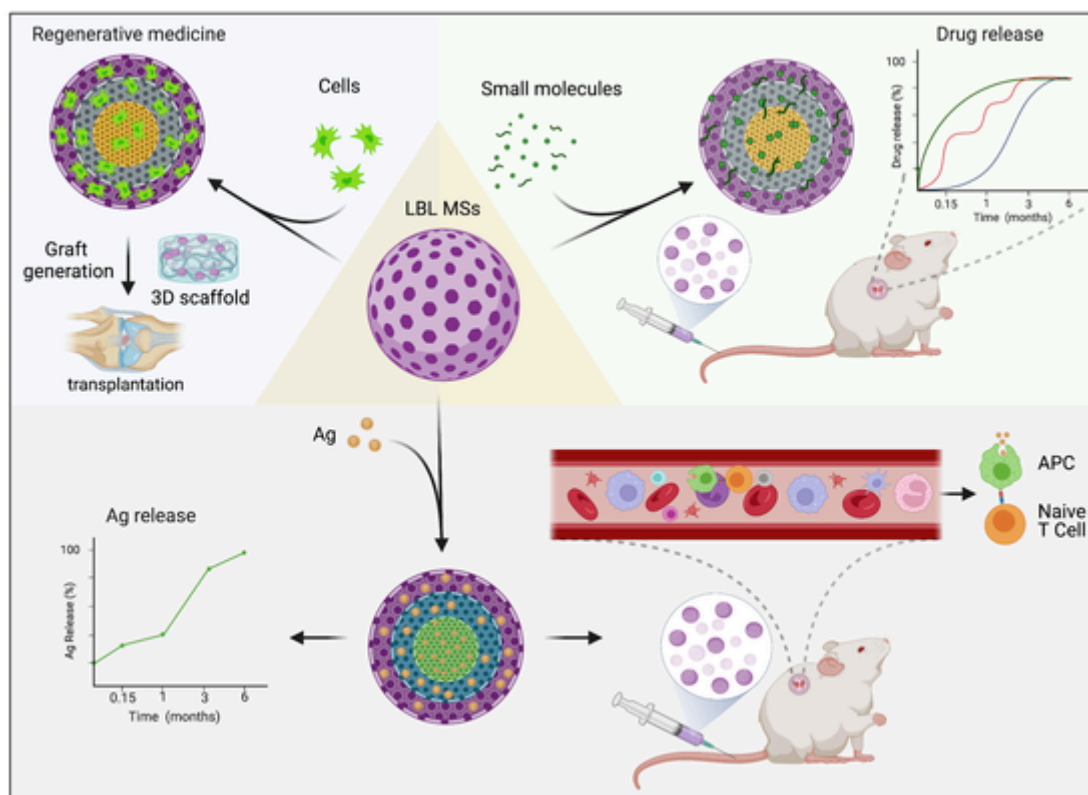 Regenerative medicine
Cells
Graft
generation
3D scaffold
transplantation
LBL MSs
Small molecules
Drug release
100
Drug release (%)
0.15
1
3
6
Time (months)
Ag
Ag release
100
Ag Release (%)
0.15
1
3
6
Time (months)
APC
Naive
T Cell